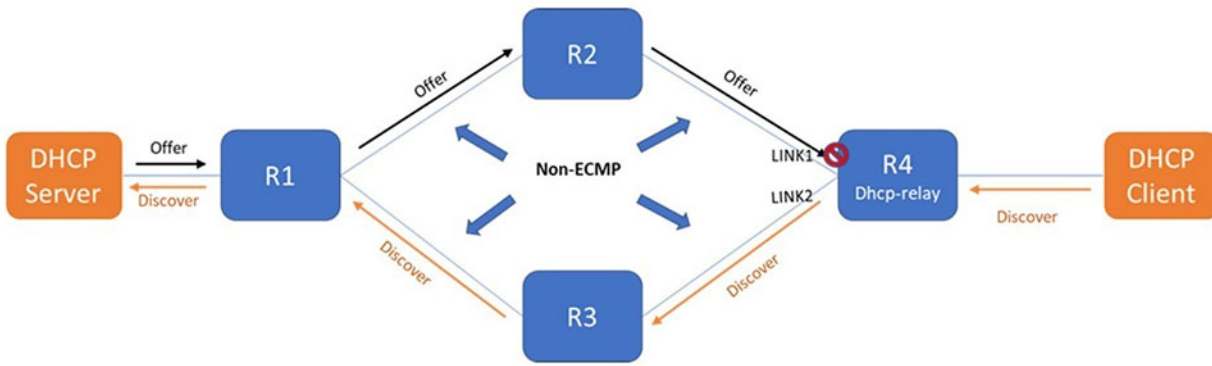 Offer
R2
Offer
DHCP
Server
Offer
Discover
R1
Non-ECMP
LINK1
LINK2
R4
Dhcp-relay
Discover
DHCP
Client
Discover
Discover
R3